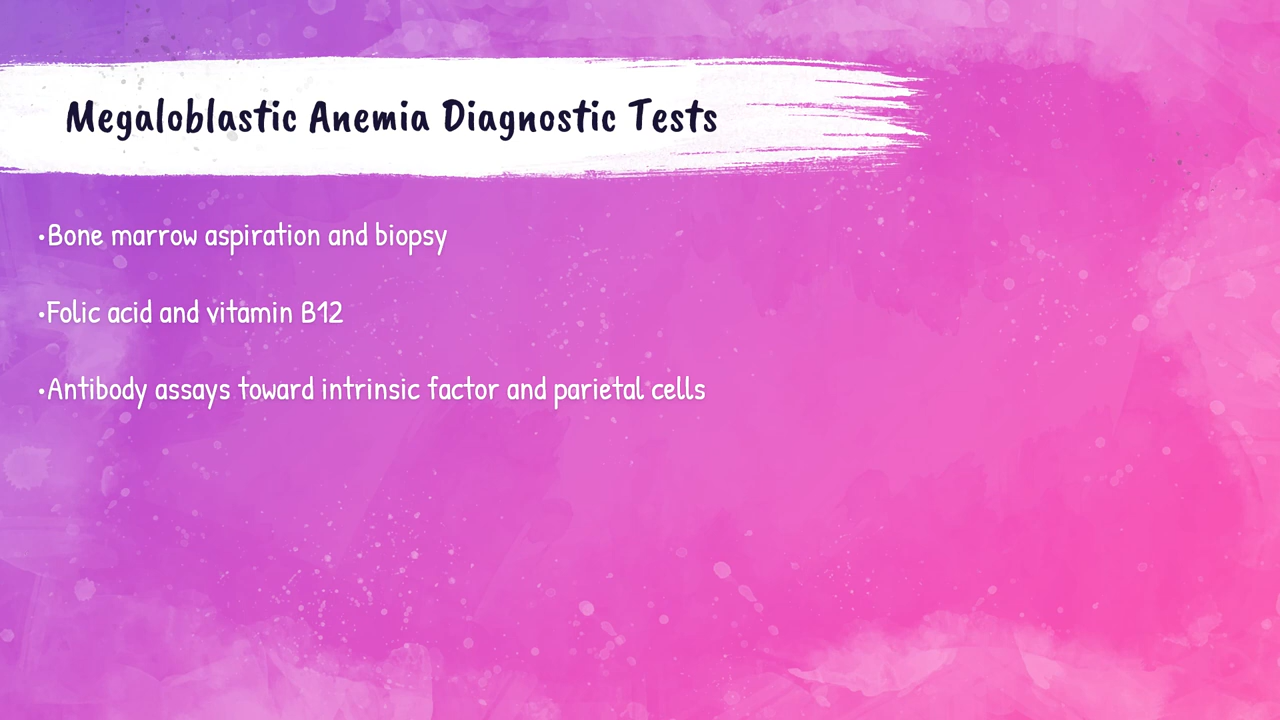 Megaloblastic Anemia Diagnostic Tests
•Bone marrow aspiration and biopsy
•Folic acid and vitamin B12
•Antibody assays toward intrinsic factor and parietal cells